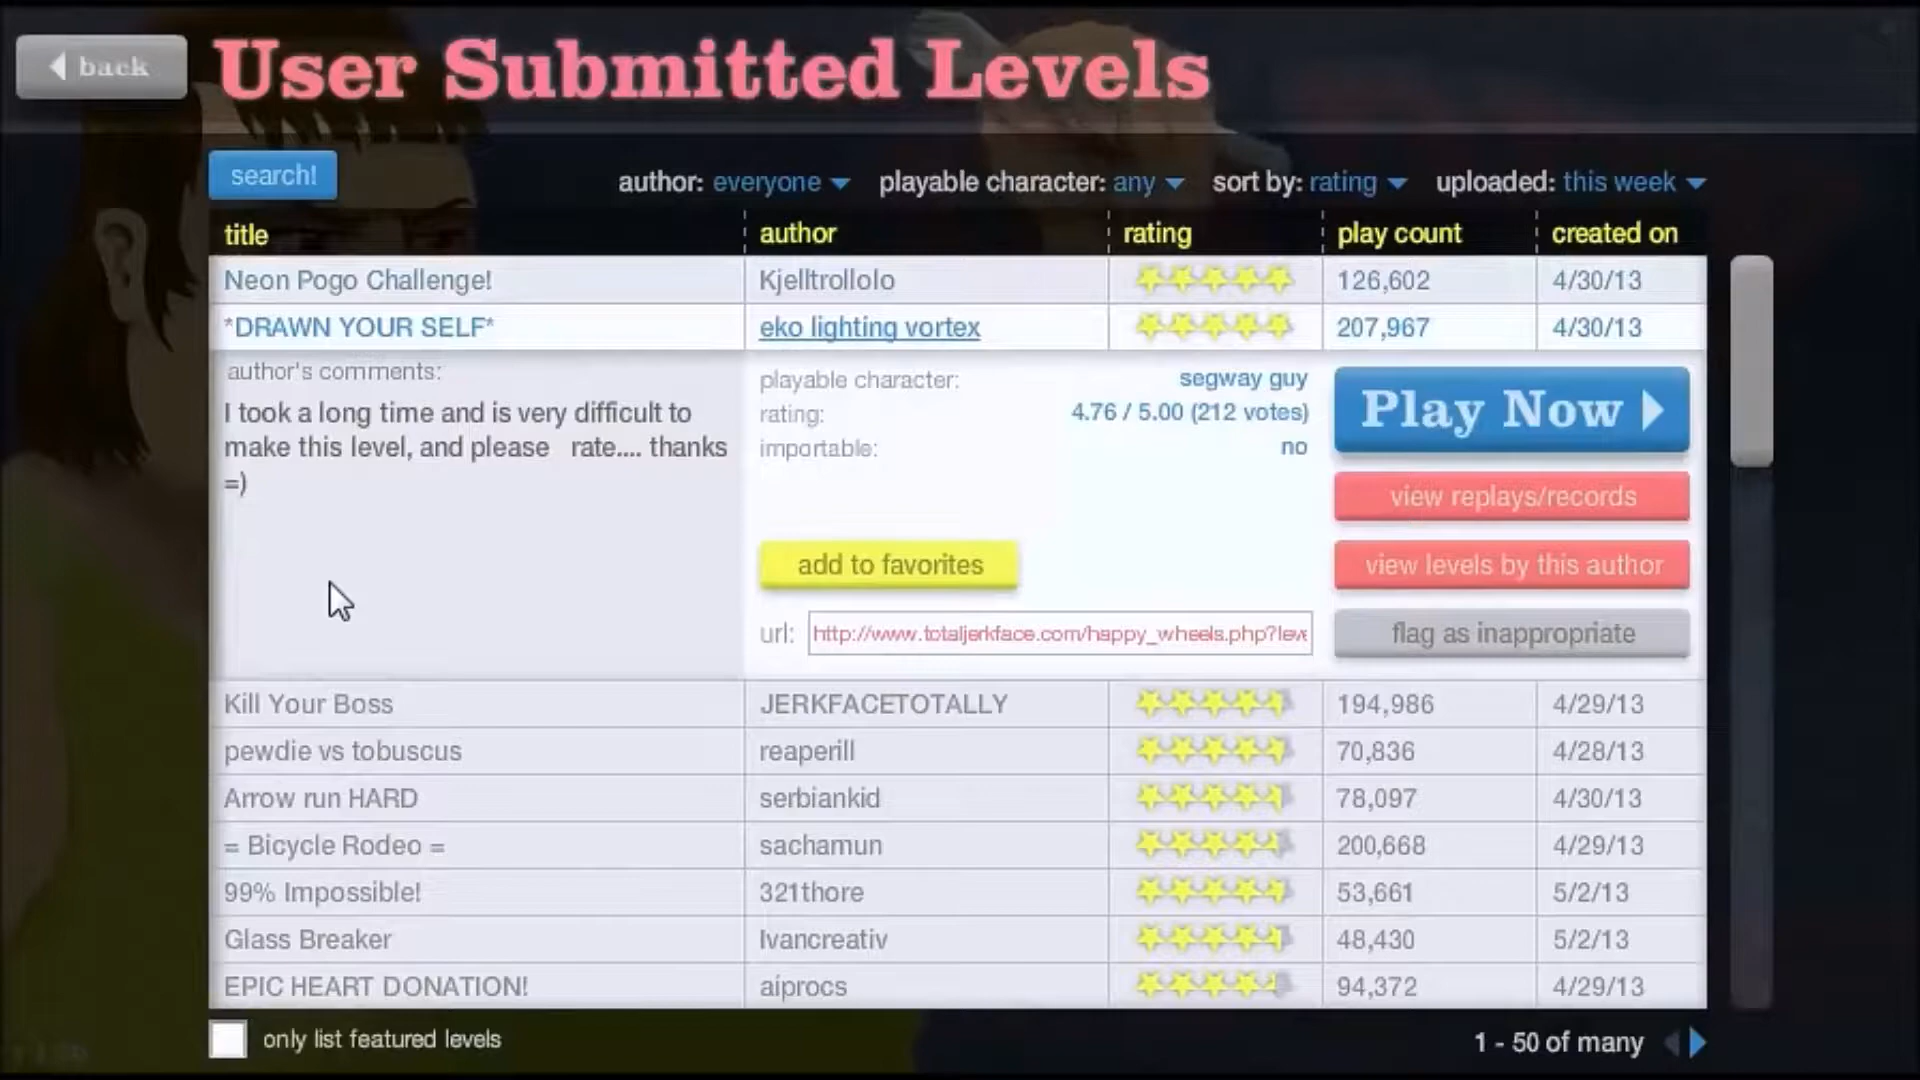 back
User Submitted Levels
search!
author: everyone
playable character: any
sort by: rating
uploaded: this week
title
author
rating
play count
created on
Neon Pogo Challenge!
Kjelltrollolo
126,602
4/30/13
*DRAWN YOUR SELF*
eko lighting vortex
207,967
4/30/13
author's comments:
I took a long time and is very difficult to
make this level, and please rate.... thanks
=)
playable character:
segway guy
rating:
4.76 / 5.00 (212 votes)
importable:
no
add to favorites
url:
http://www.totaljerkface.com/happy_wheels.php?leve
Play Now
view replays/records
view levels by this author
flag as inappropriate
Kill Your Boss
JERKFACETOTALLY
194,986
4/29/13
pewdie vs tobuscus
reaperill
70,836
4/28/13
Arrow run HARD
serbiankid
78,097
4/30/13
= Bicycle Rodeo =
sachamun
200,668
4/29/13
99% Impossible!
321thore
53,661
5/2/13
Glass Breaker
Ivancreativ
48,430
5/2/13
EPIC HEART DONATION!
aiprocs
94,372
4/29/13
only list featured levels
1 - 50 of many